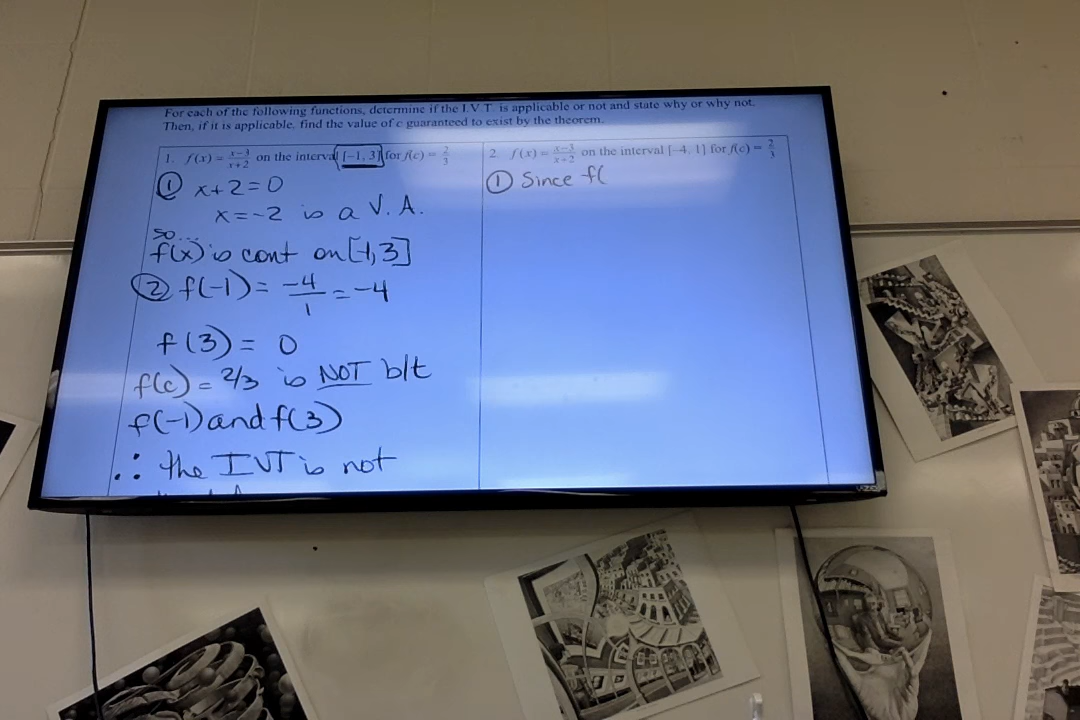 For each of the following functions, determine if the I.V.T. is applicable or not and state why or why not.
Then, if it is applicable, find the value of c guaranteed to exist by the theorem.
1. f(x) = x-3/x+2 on the interval [-1, 3] for f(c) = 2/3
① x+2=0
x=-2 is a V.A.
so...
f(x) is cont on [-1,3]
② f(-1) = -4/1 = -4
f(3) = 0
f(c) = 2/3 is NOT b/t
f(-1) and f(3)
∴ the IVT is not
2. f(x) = x-3/x+2 on the interval [-4, 1] for f(c) = 2/3
① Since f(